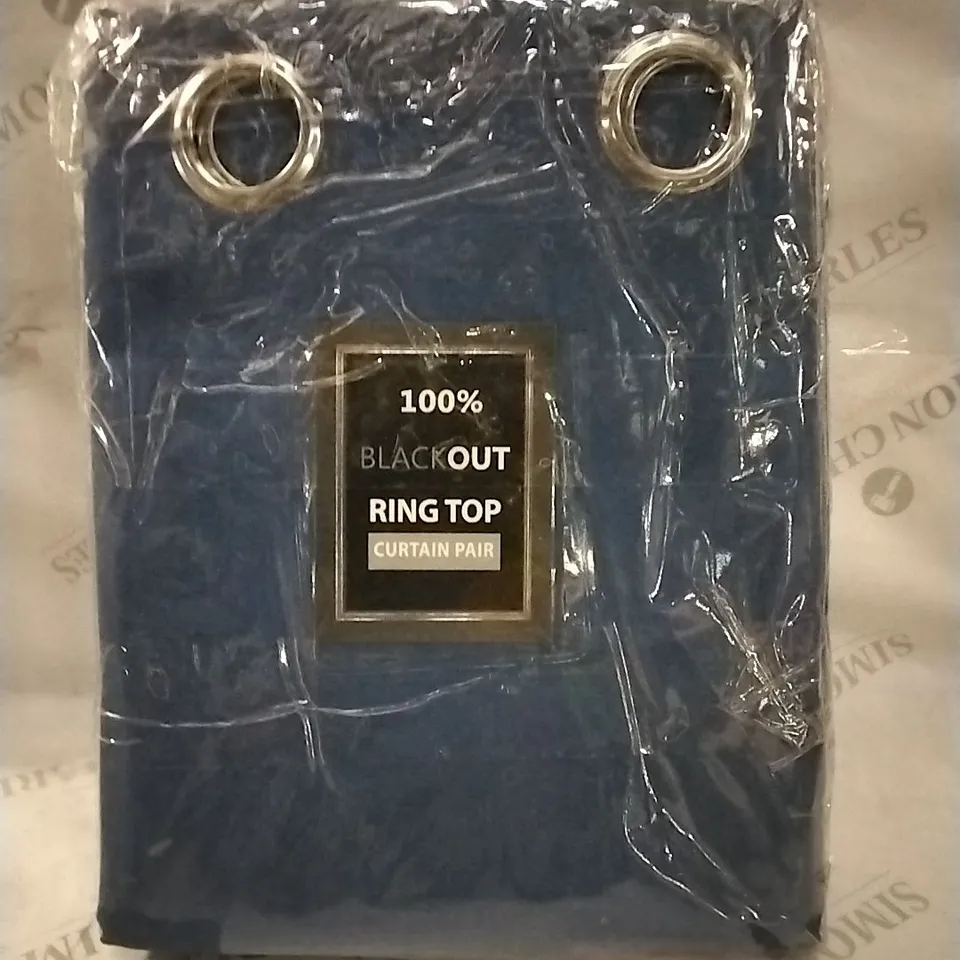 100%
BLACKOUT
RING TOP
CURTAIN PAIR